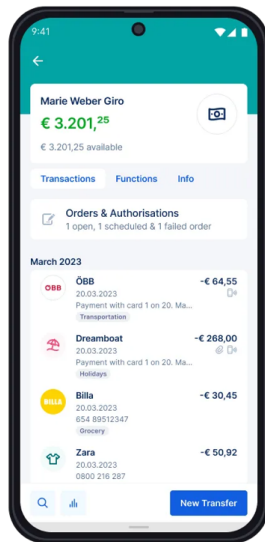 9:41
Marie Weber Giro
€ 3.201,25
€ 3.201,25 available
Transactions Functions Info
Orders & Authorisations
1 open, 1 scheduled & 1 failed order
March 2023
ÖBB
ÖBB -€ 64,55
20.03.2023
Payment with card 1 on 20. Ma...
Transportation
Dreamboat -€ 268,00
20.03.2023
Payment with card 1 on 20. Ma...
Holidays
BILLA
Billa -€ 30,45
20.03.2023
654 89512347
Grocery
Zara -€ 50,92
20.03.2023
0800 216 287
New Transfer